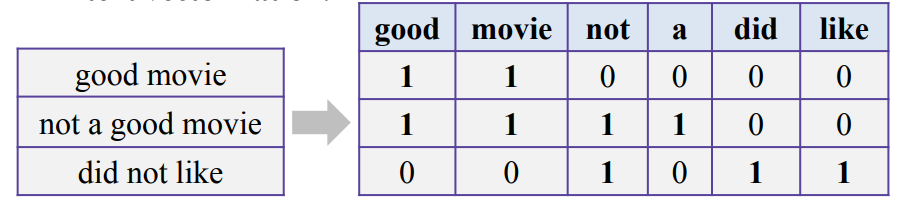 good movie not a did like
good movie 1 1 0 0 0 0
not a good movie 1 1 1 1 0 0
did not like 0 0 1 0 1 1